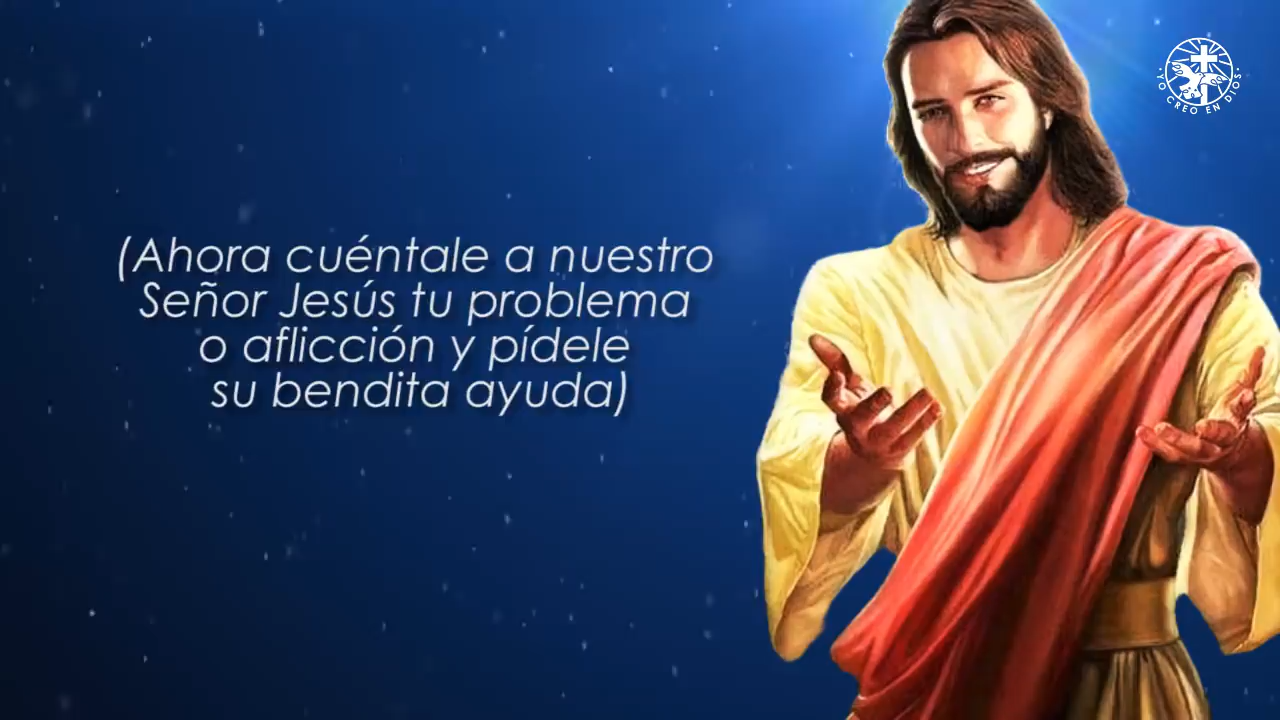 (Ahora cuéntale a nuestro
Señor Jesús tu problema
o aflicción y pídele
su bendita ayuda)
· YO CREO EN DIOS ·